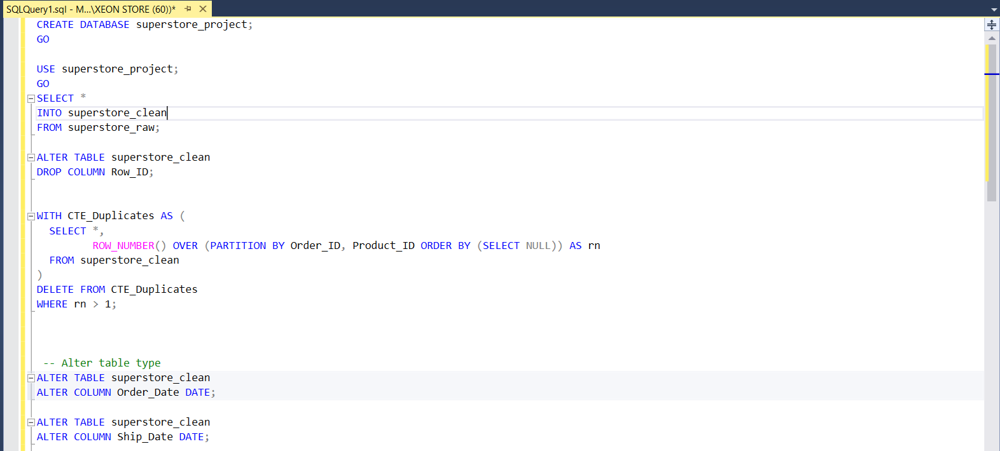 SQLQuery1.sql - M...\XEON STORE (60))*
CREATE DATABASE superstore_project;
GO
USE superstore_project;
GO
SELECT *
INTO superstore_clean
FROM superstore_raw;
ALTER TABLE superstore_clean
DROP COLUMN Row_ID;
WITH CTE_Duplicates AS (
SELECT *,
ROW_NUMBER() OVER (PARTITION BY Order_ID, Product_ID ORDER BY (SELECT NULL)) AS rn
FROM superstore_clean
)
DELETE FROM CTE_Duplicates
WHERE rn > 1;
-- Alter table type
ALTER TABLE superstore_clean
ALTER COLUMN Order_Date DATE;
ALTER TABLE superstore_clean
ALTER COLUMN Ship_Date DATE;